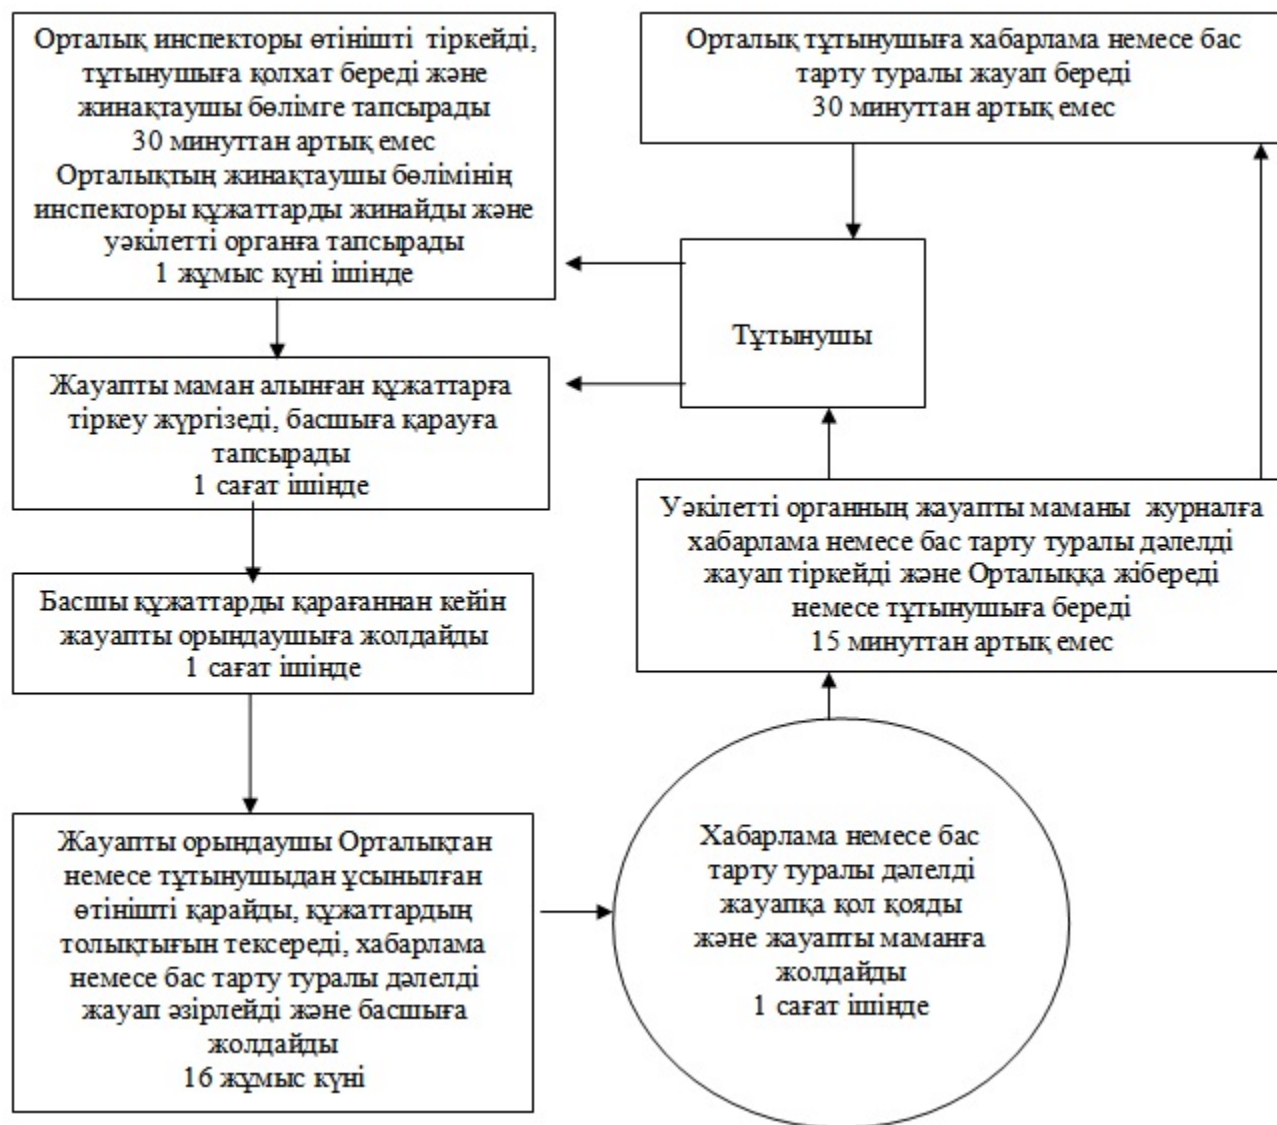 Орталық инспекторы өтінішті тіркейді,
тұтынушыға қолхат береді және
жинақтаушы бөлімге тапсырады
30 минуттан артық емес
Орталықтың жинақтаушы бөлімінің
инспекторы құжаттарды жинайды және
уәкілетті органға тапсырады
1 жұмыс күні ішінде
Орталық тұтынушыға хабарлама немесе бас
тарту туралы жауап береді
30 минуттан артық емес
Тұтынушы
Жауапты маман алынған құжаттарға
тіркеу жүргізеді, басшыға қарауға
тапсырады
1 сағат ішінде
Уәкілетті органның жауапты маманы журналға
хабарлама немесе бас тарту туралы дәлелді
жауап тіркейді және Орталыққа жібереді
немесе тұтынушыға береді
15 минуттан артық емес
Басшы құжаттарды қарағаннан кейін
жауапты орындаушыға жолдайды
1 сағат ішінде
Жауапты орындаушы Орталықтан
немесе тұтынушыдан ұсынылған
өтінішті қарайды, құжаттардың
толықтығын тексереді, хабарлама
немесе бас тарту туралы дәлелді
жауап әзірлейді және басшыға
жолдайды
16 жұмыс күні
Хабарлама немесе бас
тарту туралы дәлелді
жауапқа қол қояды
және жауапты маманға
жолдайды
1 сағат ішінде